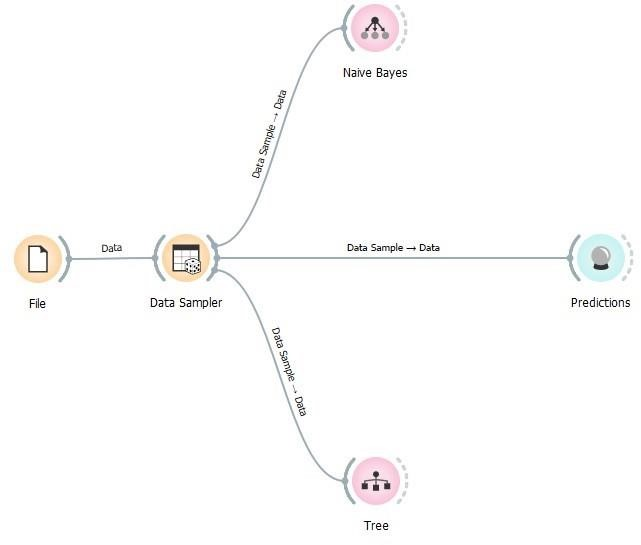 Naive Bayes
Data Sample → Data
Data
Data Sample → Data
File
Data Sampler
Predictions
Data Sample → Data
Tree